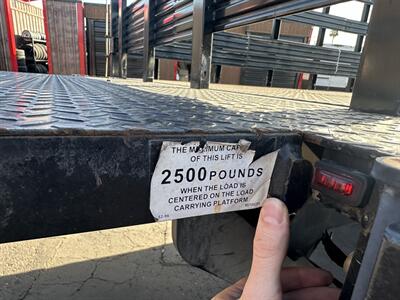 THE MAXIMUM CAP
OF THIS LIFT IS
2500 POUNDS
WHEN THE LOAD IS
CENTERED ON THE LOAD
CARRYING PLATFORM.